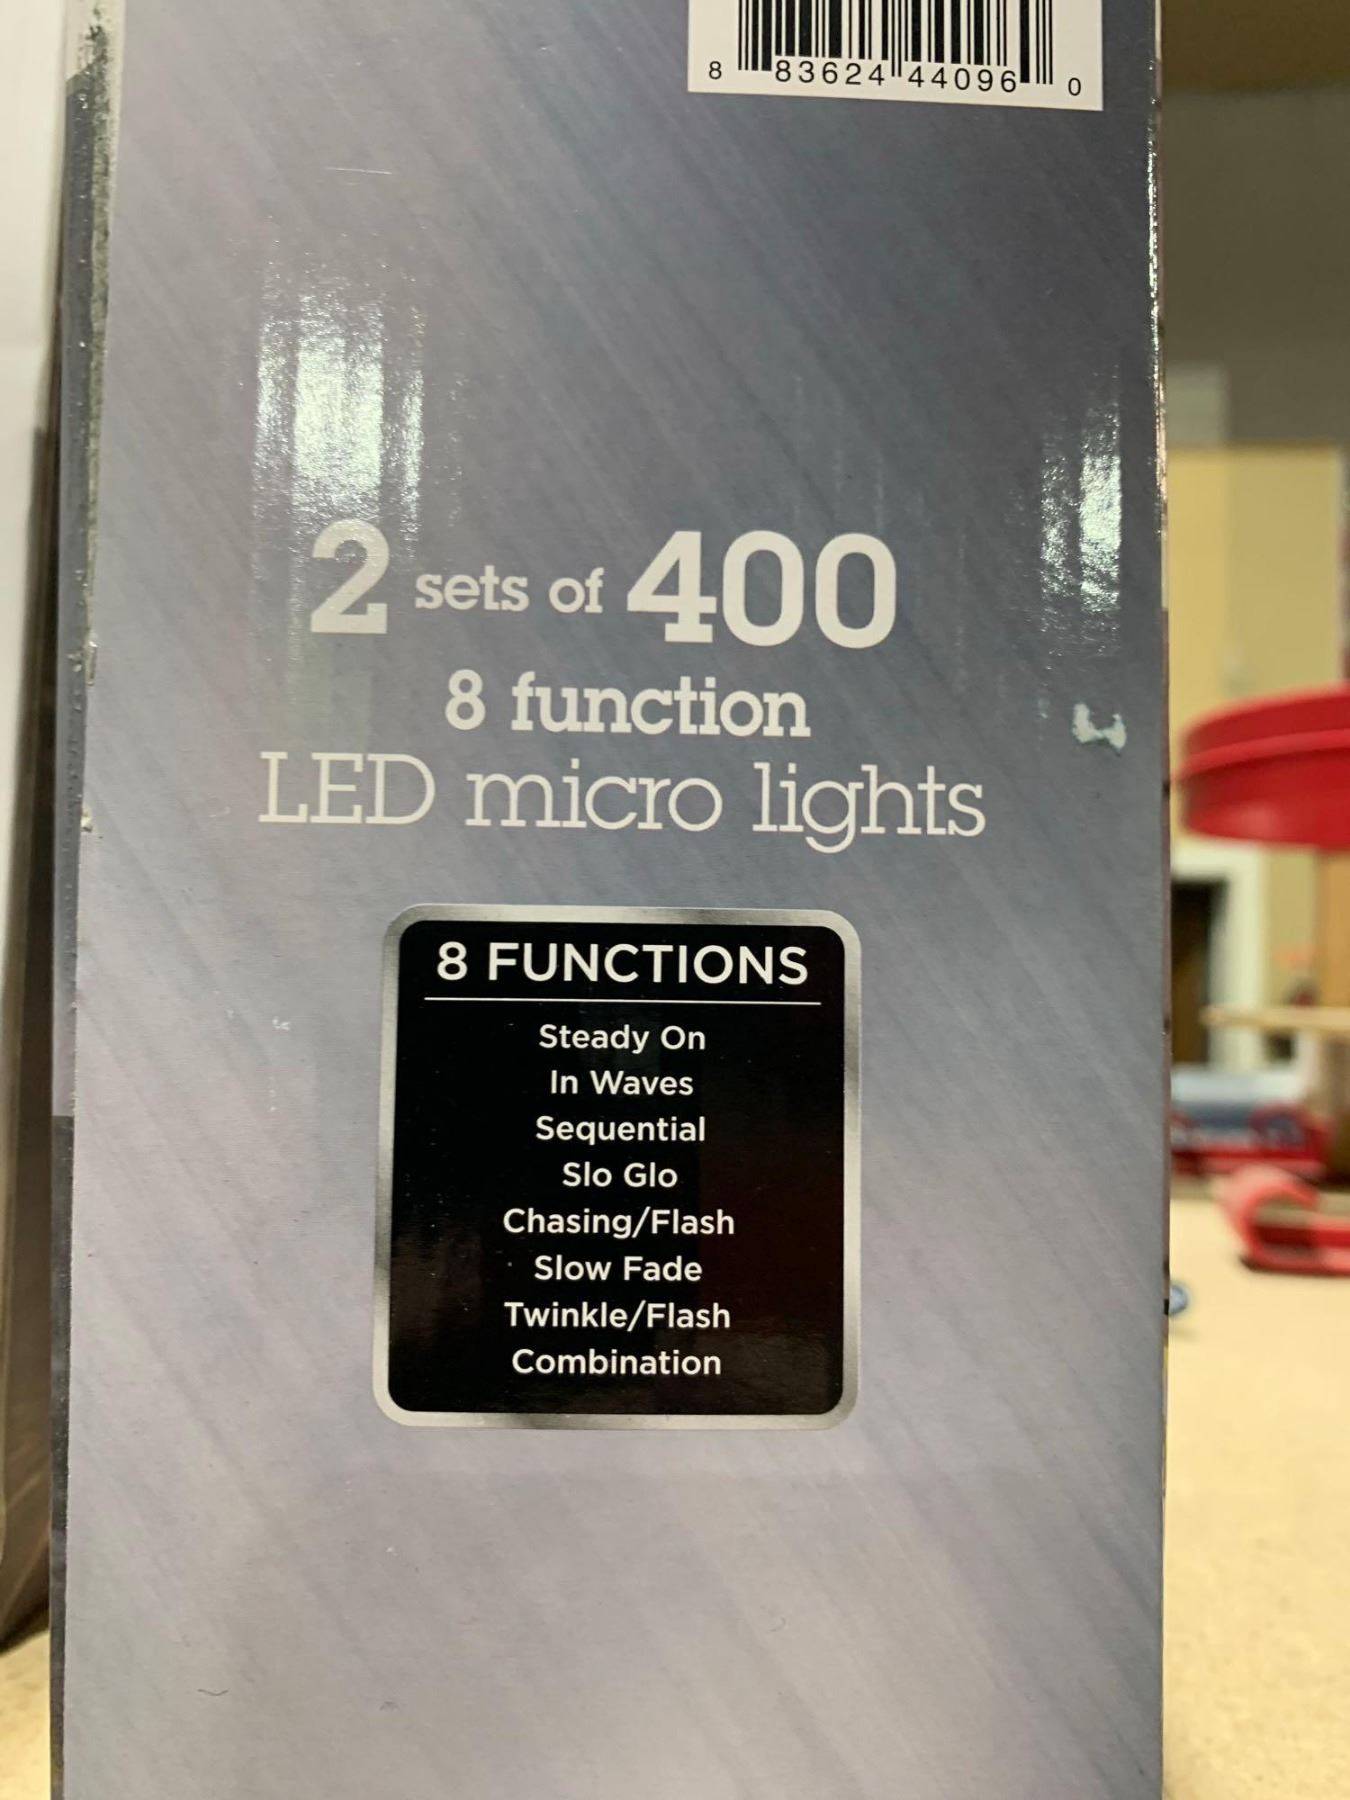 8 83624 44096 0
2 sets of 400
8 function
LED micro lights
8 FUNCTIONS
Steady On
In Waves
Sequential
Slo Glo
Chasing/Flash
Slow Fade
Twinkle/Flash
Combination